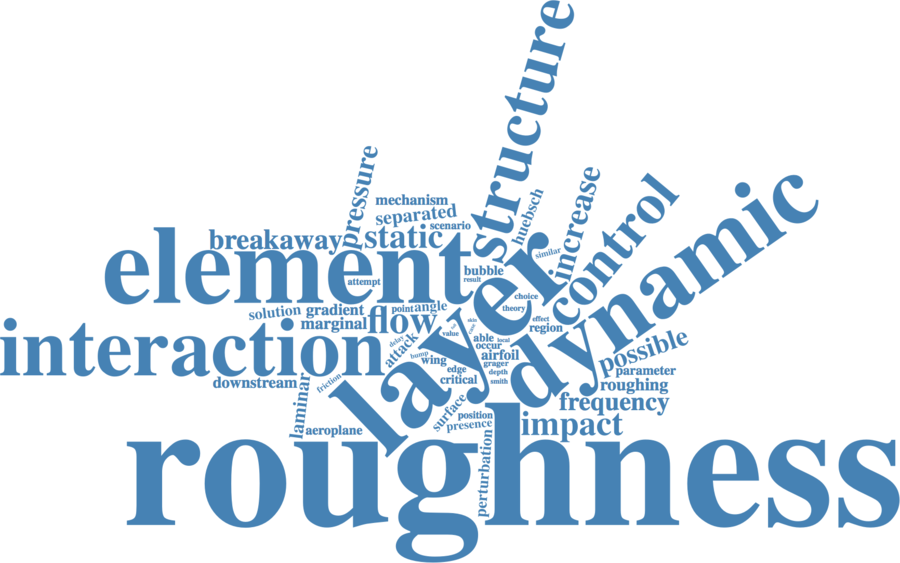 structure
pressure
mechanism
separated
scenario
huebsch
increase
control
dynamic
breakaway
static
element
similar
bubble
result
attempt
layer
choice
theory
solution
gradient
point
angle
marginal
flow
effect
region
interaction
value
skin
able
local
occur
delay
attack
bump
wing
airfoil
grager
edge
depth
critical
smith
possible
parameter
roughing
downstream
friction
frequency
laminar
surface
position
presence
impact
aeroplane
perturbation
roughness